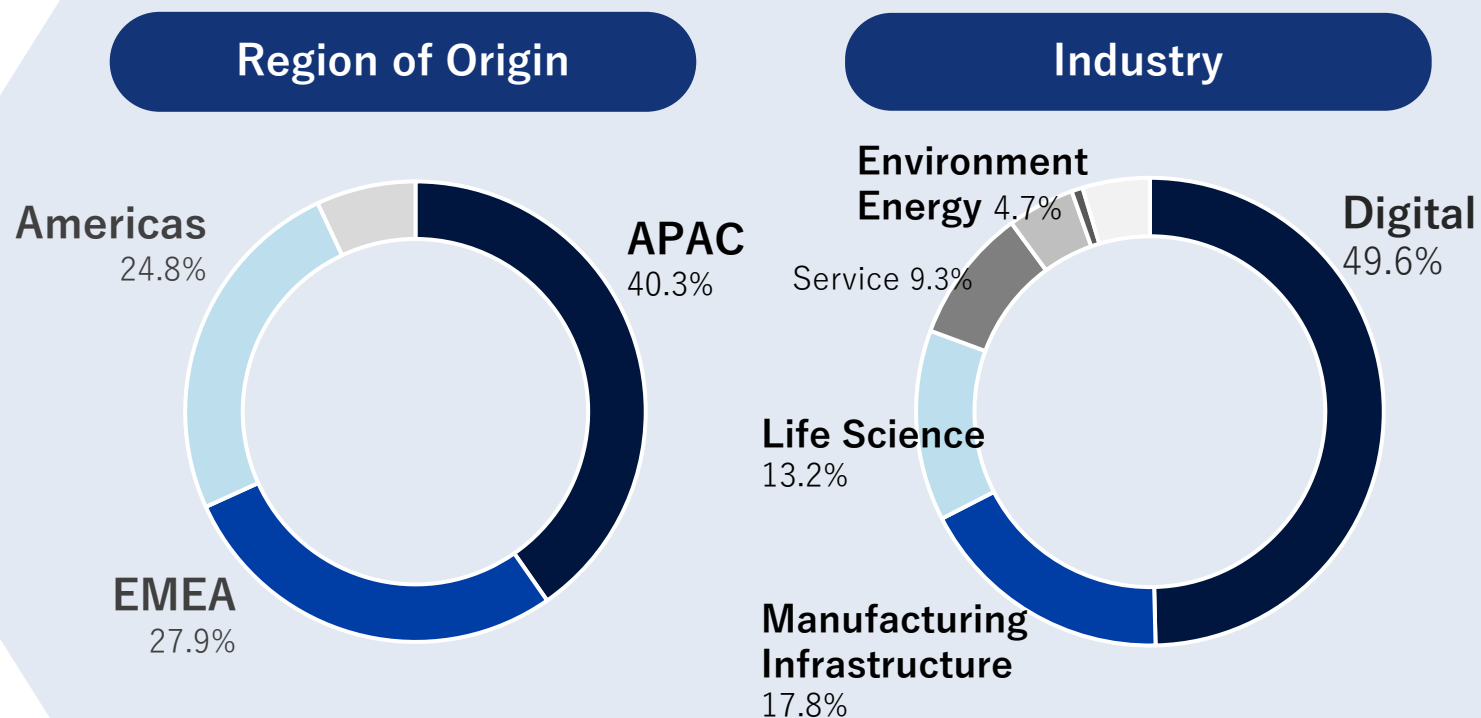 Region of Origin
Americas
24.8%
APAC
40.3%
EMEA
27.9%
Industry
Environment
Energy 4.7%
Digital
49.6%
Service 9.3%
Life Science
13.2%
Manufacturing
Infrastructure
17.8%